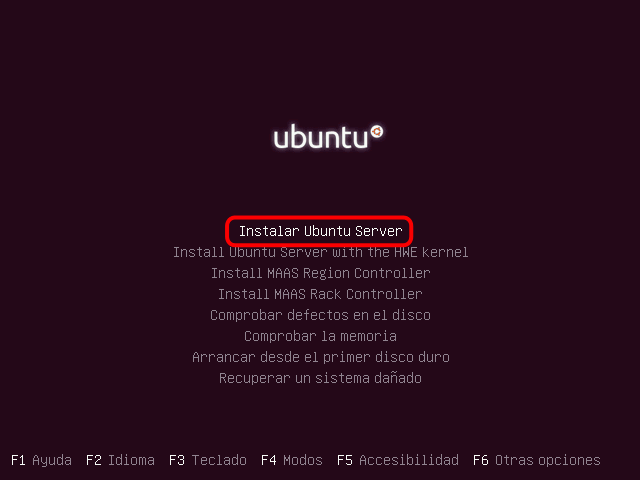 ubuntu
Instalar Ubuntu Server
Install Ubuntu Server with the HWE kernel
Install MAAS Region Controller
Install MAAS Rack Controller
Comprobar defectos en el disco
Comprobar la memoria
Arrancar desde el primer disco duro
Recuperar un sistema dañado
F1 Ayuda F2 Idioma F3 Teclado F4 Modos F5 Accesibilidad F6 Otras opciones